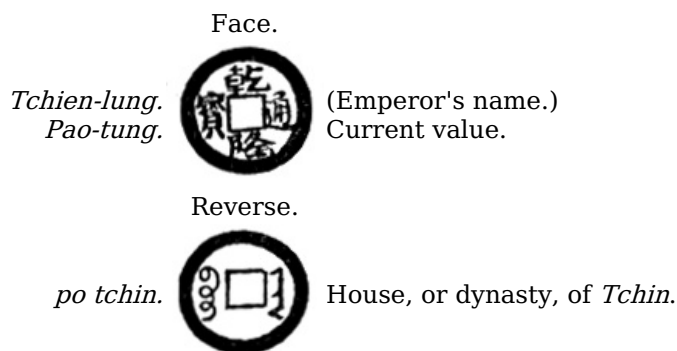 Face.
Tchien-lung. (Emperor's name.)
Pao-tung. Current value.
乾
寶 通
隆
Reverse.
po tchin. House, or dynasty, of Tchin.